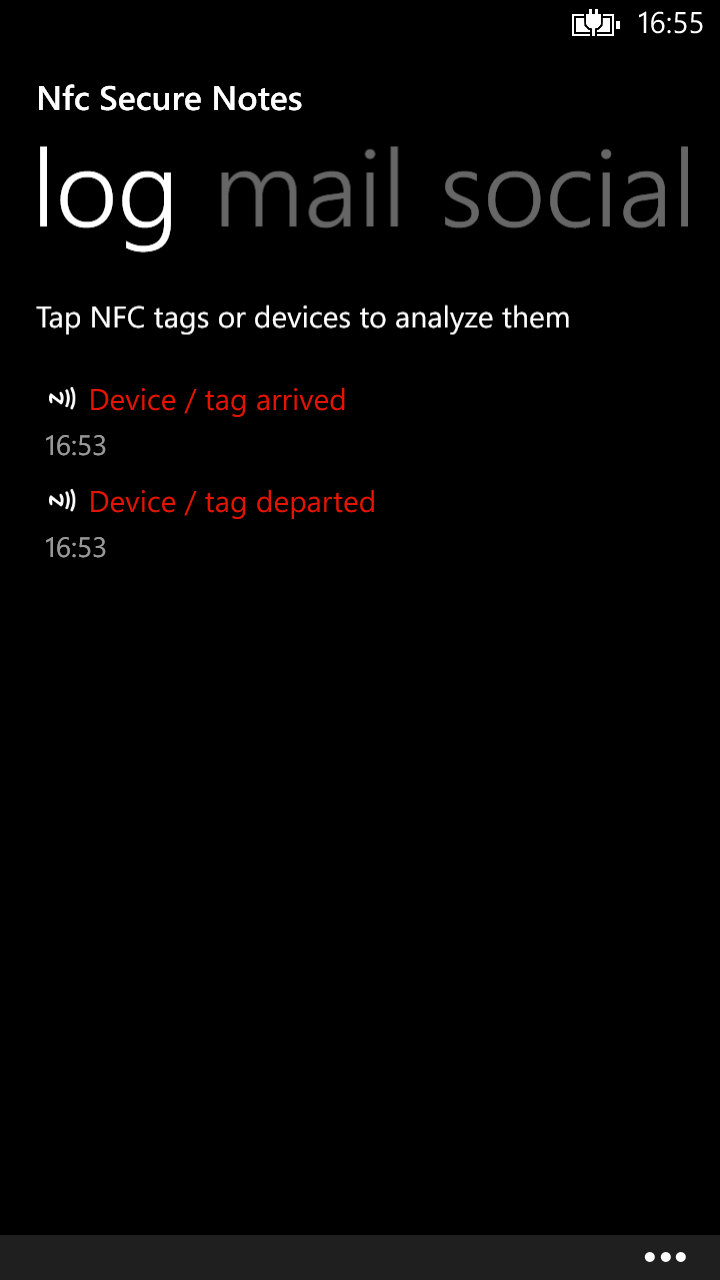 16:55
Nfc Secure Notes
log mail social
Tap NFC tags or devices to analyze them
Device / tag arrived
16:53
Device / tag departed
16:53